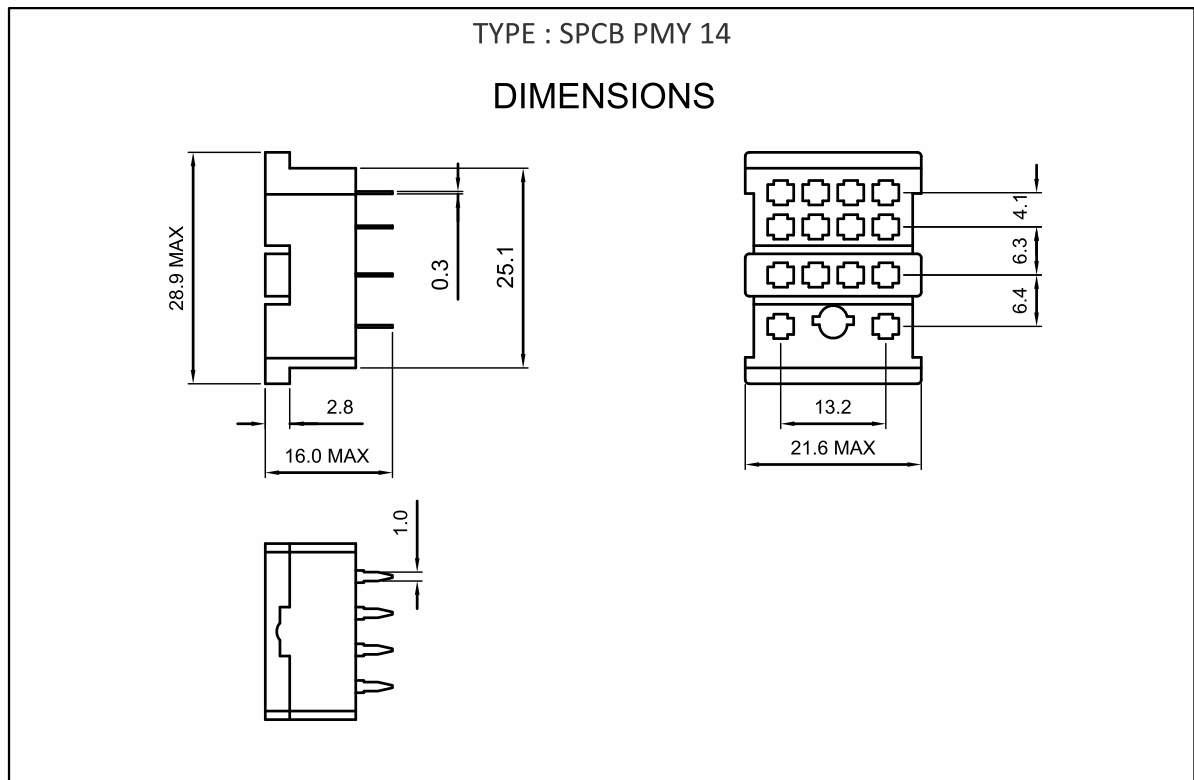 TYPE : SPCB PMY 14
DIMENSIONS
28.9 MAX
0.3
25.1
2.8
16.0 MAX
4.1
6.3
6.4
13.2
21.6 MAX
1.0